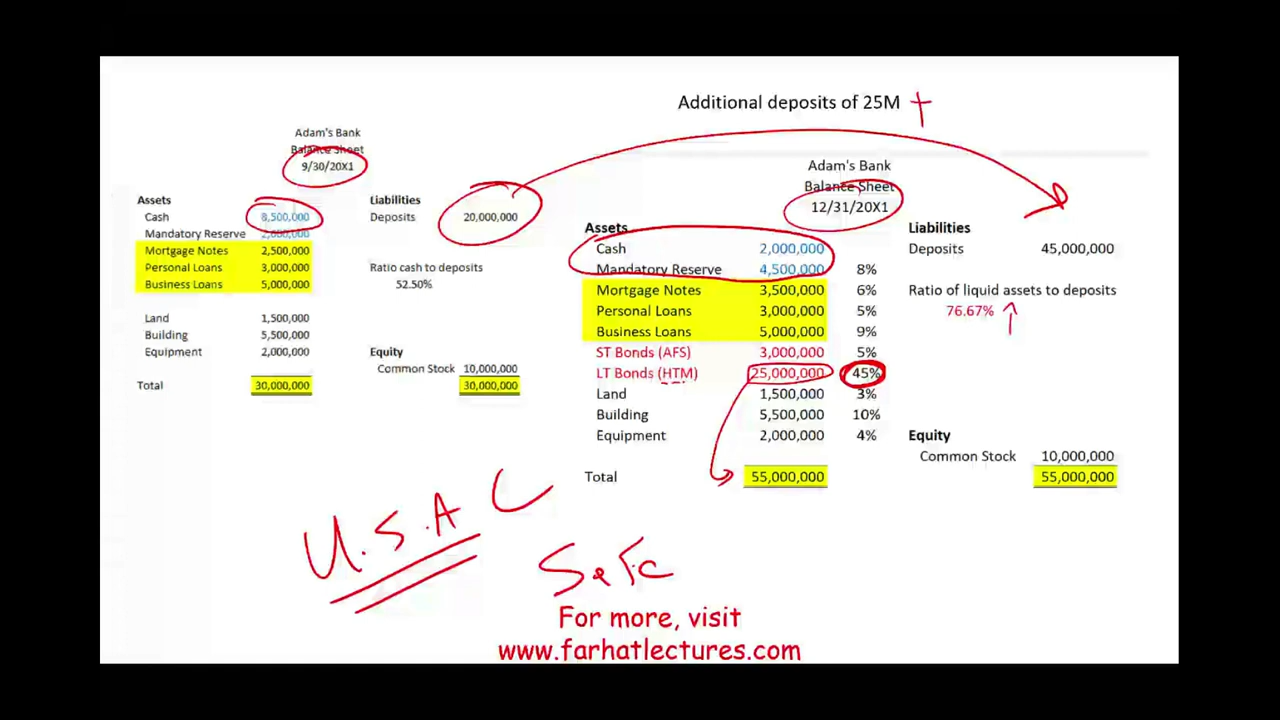 Additional deposits of 25M +
Adam's Bank
Balance Sheet
9/30/20X1
Assets Liabilities
Cash 8,500,000 Deposits 20,000,000
Mandatory Reserve 2,000,000
Mortgage Notes 2,500,000
Personal Loans 3,000,000 Ratio cash to deposits
Business Loans 5,000,000 52.50%
Land 1,500,000
Building 5,500,000
Equipment 2,000,000 Equity
Common Stock 10,000,000
Total 30,000,000 30,000,000
Adam's Bank
Balance Sheet
12/31/20X1
Assets Liabilities
Cash 2,000,000 Deposits 45,000,000
Mandatory Reserve 4,500,000 8%
Mortgage Notes 3,500,000 6% Ratio of liquid assets to deposits
Personal Loans 3,000,000 5% 76.67%
Business Loans 5,000,000 9%
ST Bonds (AFS) 3,000,000 5%
LT Bonds (HTM) 25,000,000 45%
Land 1,500,000 3%
Building 5,500,000 10%
Equipment 2,000,000 4% Equity
Common Stock 10,000,000
Total 55,000,000 55,000,000
U.S.A
For more, visit
www.farhatlectures.com